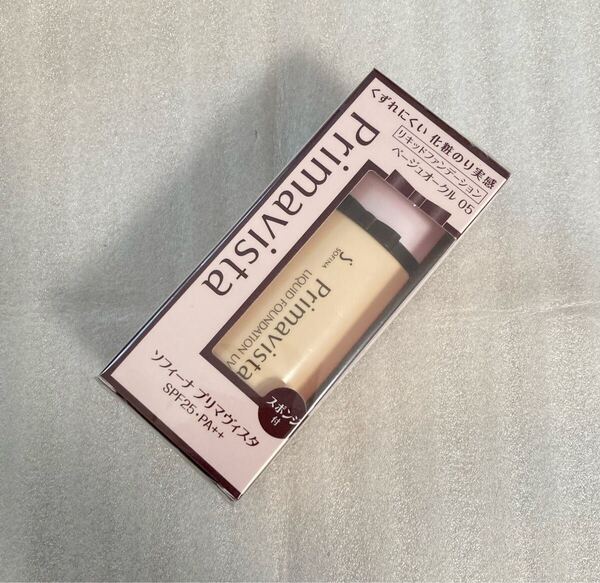 くずれにくい 化粧のり実感
リキッドファンデーション
ベージュオークル 05
Primavista
SOFINA
Primavista
LIQUID FOUNDATION UV
スポンジ
付
ソフィーナ プリマヴィスタ
SPF25・PA++